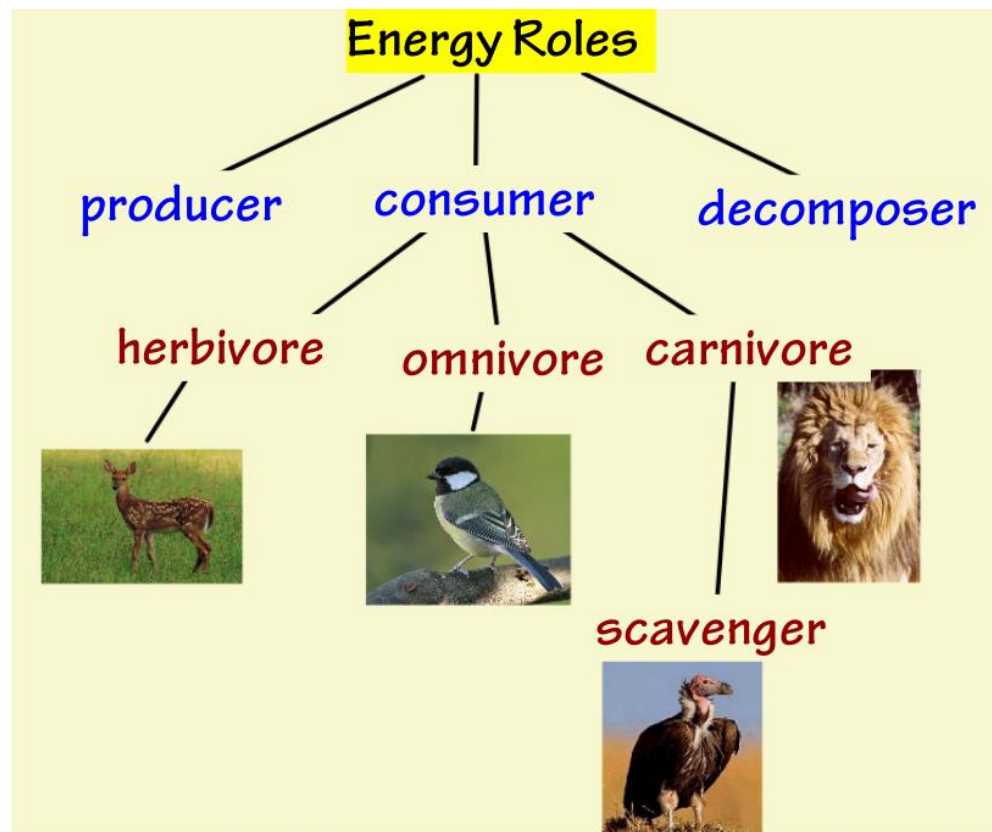 Energy Roles
producer
consumer
decomposer
herbivore
omnivore
carnivore
scavenger